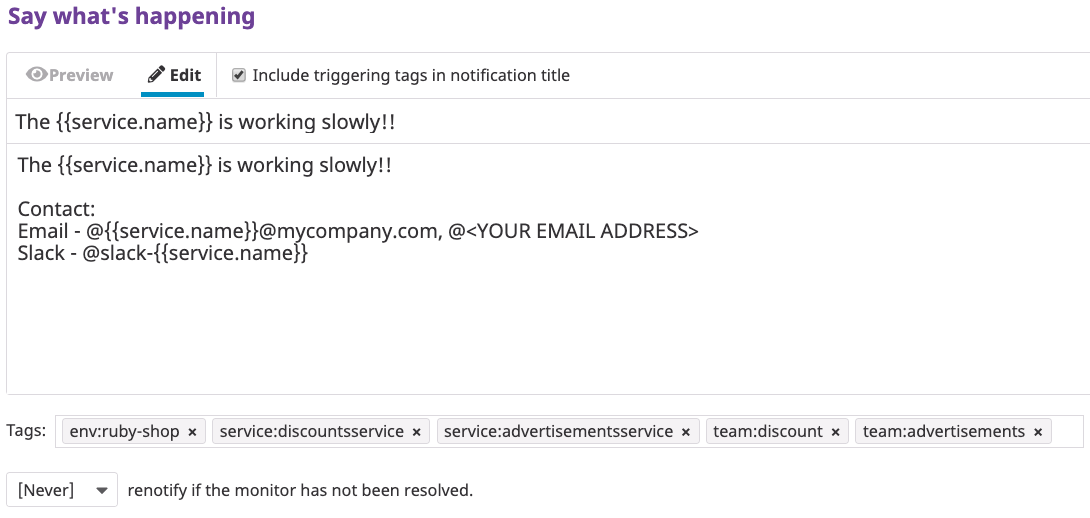 Say what's happening
Preview Edit Include triggering tags in notification title
The {{service.name}} is working slowly!!
The {{service.name}} is working slowly!!
Contact:
Email - @{{service.name}}@mycompany.com, @<YOUR EMAIL ADDRESS>
Slack - @slack-{{service.name}}
Tags: env:ruby-shop × service:discountsservice × service:advertisementsservice × team:discount × team:advertisements ×
[Never] renotify if the monitor has not been resolved.